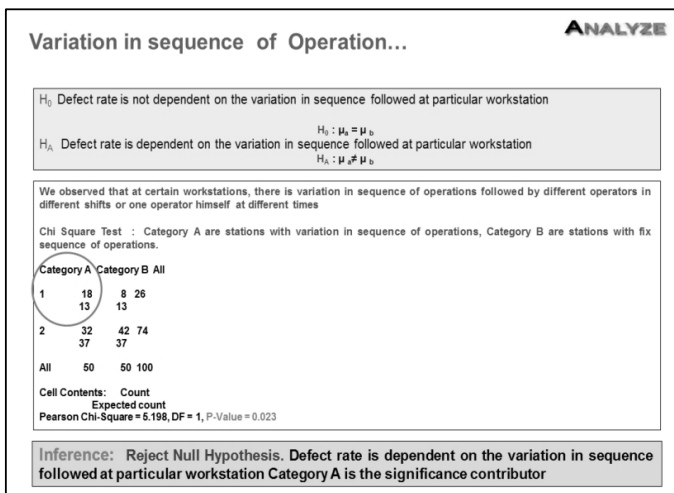 ANALYZE
Variation in sequence of Operation...
H0 Defect rate is not dependent on the variation in sequence followed at particular workstation
H0 : μa = μb
HA Defect rate is dependent on the variation in sequence followed at particular workstation
HA : μa≠ μb
We observed that at certain workstations, there is variation in sequence of operations followed by different operators in
different shifts or one operator himself at different times
Chi Square Test : Category A are stations with variation in sequence of operations, Category B are stations with fix
sequence of operations.
Category A Category B All
1 18 8 26
13 13
2 32 42 74
37 37
All 50 50 100
Cell Contents: Count
Expected count
Pearson Chi-Square = 5.198, DF = 1, P-Value = 0.023
Inference: Reject Null Hypothesis. Defect rate is dependent on the variation in sequence
followed at particular workstation Category A is the significance contributor